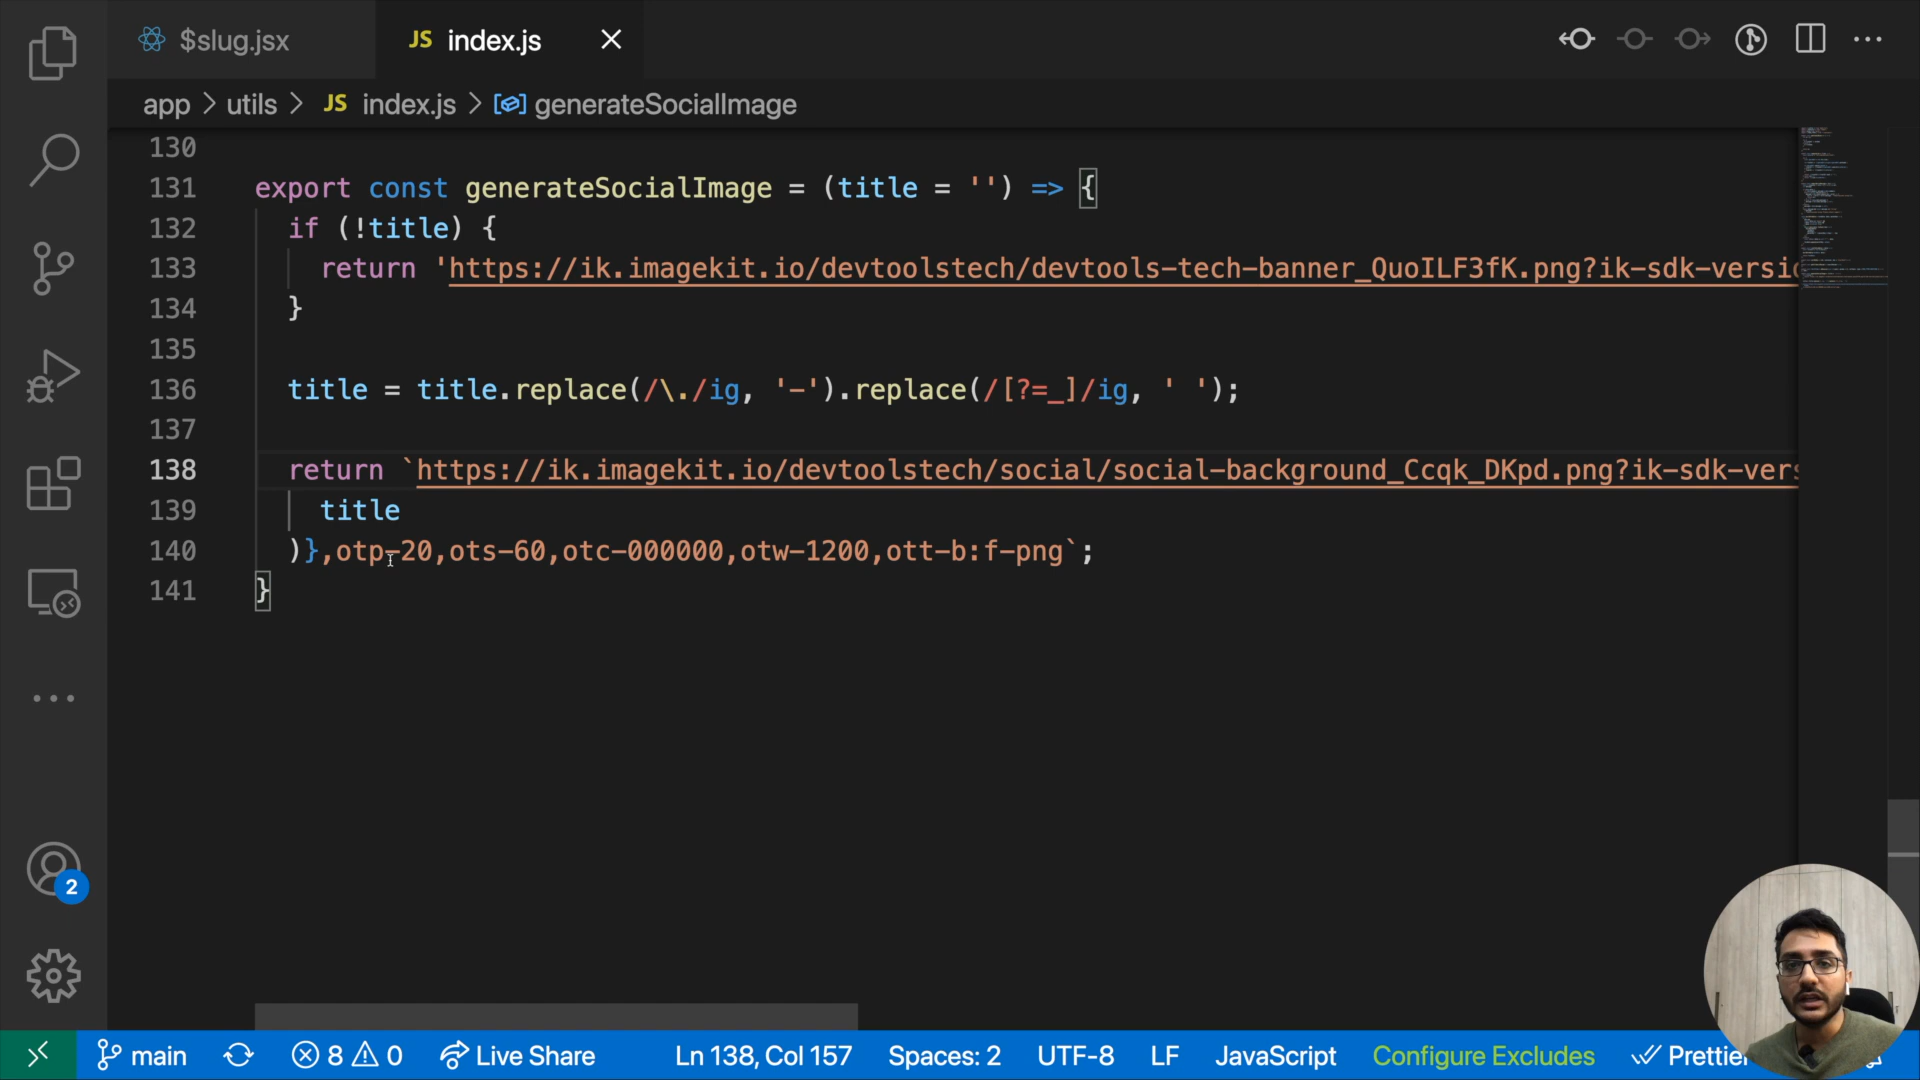 $slug.jsx
JS index.js
app > utils > JS index.js > generateSocialImage
130
131 export const generateSocialImage = (title = '') => {
132 if (!title) {
133 return 'https://ik.imagekit.io/devtoolstech/devtools-tech-banner_QuoILF3fK.png?ik-sdk-versio
134 }
135
136 title = title.replace(/\./ig, '-').replace(/[?=_]/ig, ' ');
137
138 return `https://ik.imagekit.io/devtoolstech/social/social-background_Ccqk_DKpd.png?ik-sdk-vers
139 title
140 )},otp-20,ots-60,otc-000000,otw-1200,ott-b:f-png`;
141 }
2
main 8 0 Live Share Ln 138, Col 157 Spaces: 2 UTF-8 LF JavaScript Configure Excludes Prettier